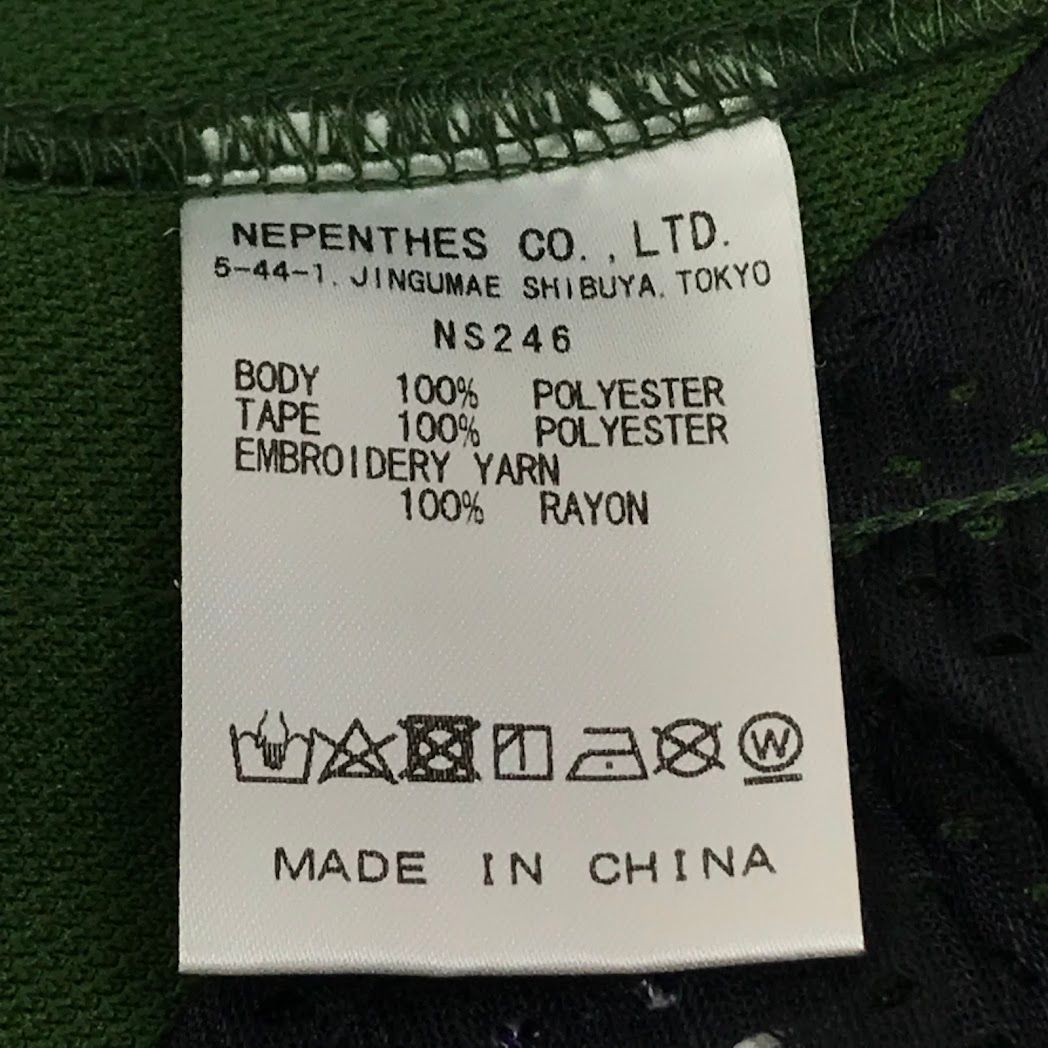 NEPENTHES CO., LTD.
5-44-1, JINGUMAE SHIBUYA, TOKYO
NS246
BODY 100% POLYESTER
TAPE 100% POLYESTER
EMBROIDERY YARN
100% RAYON
W
MADE IN CHINA